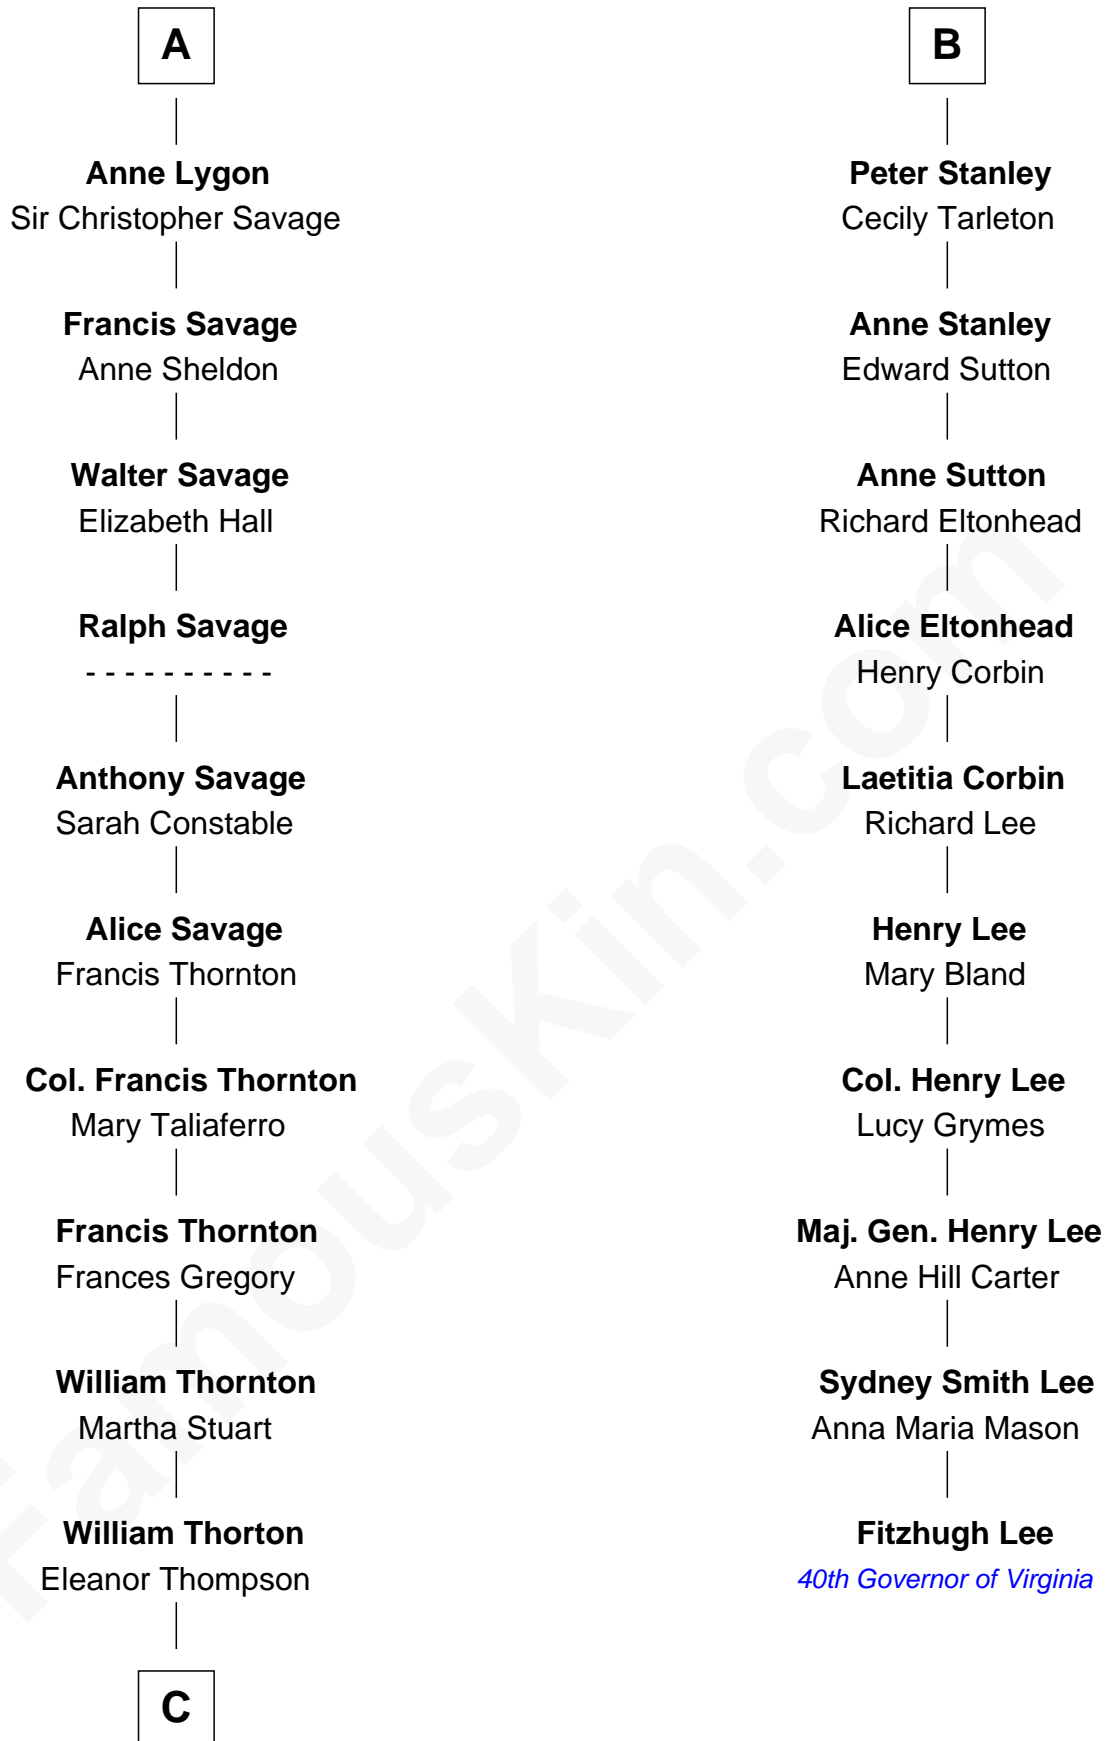 A
Anne Lygon
Sir Christopher Savage
Francis Savage
Anne Sheldon
Walter Savage
Elizabeth Hall
Ralph Savage
- - - - - - - - - -
Anthony Savage
Sarah Constable
Alice Savage
Francis Thornton
Col. Francis Thornton
Mary Taliaferro
Francis Thornton
Frances Gregory
William Thornton
Martha Stuart
William Thorton
Eleanor Thompson
C
B
Peter Stanley
Cecily Tarleton
Anne Stanley
Edward Sutton
Anne Sutton
Richard Eltonhead
Alice Eltonhead
Henry Corbin
Laetitia Corbin
Richard Lee
Henry Lee
Mary Bland
Col. Henry Lee
Lucy Grymes
Maj. Gen. Henry Lee
Anne Hill Carter
Sydney Smith Lee
Anna Maria Mason
Fitzhugh Lee
40th Governor of Virginia
FamousKin.com